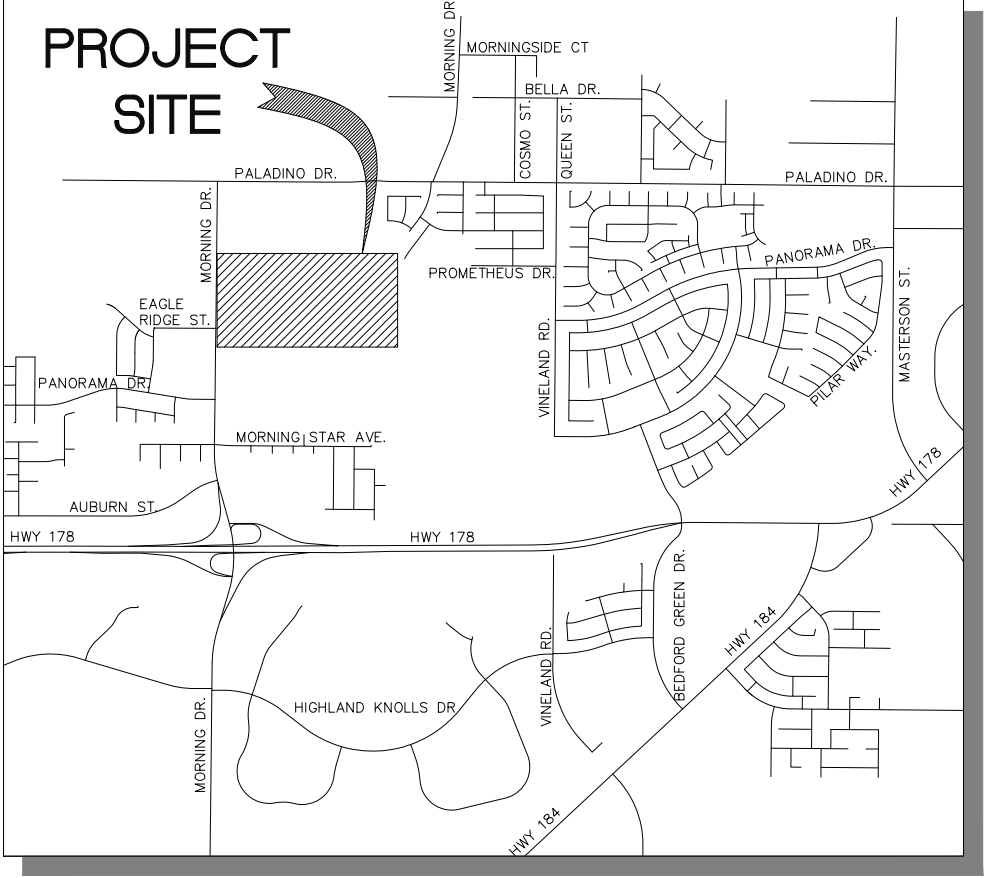 PROJECT
SITE
MORNING DR
MORNINGSIDE CT
BELLA DR.
COSMO ST.
QUEEN ST.
PALADINO DR.
PALADINO DR.
MORNING DR.
PANORAMA DR.
PROMETHEUS DR.
MASTERSON ST.
EAGLE
RIDGE ST.
VINELAND RD.
PILAR WAY.
PANORAMA DR.
MORNING STAR AVE.
HWY 178
AUBURN ST.
HWY 178
HWY 178
BEDFORD GREEN DR.
HWY 184
VINELAND RD.
HIGHLAND KNOLLS DR
MORNING DR.
HWY 184